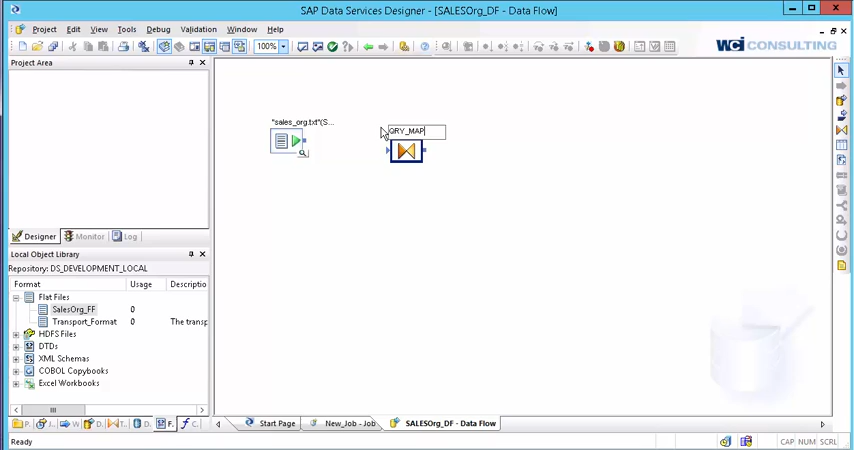 SAP Data Services Designer - [SALESOrg_DF - Data Flow]
Project Edit View Tools Debug Validation Window Help
100%
WCI CONSULTING
Project Area
"sales_org.txt"(S...
QRY_MAP
Designer Monitor Log
Local Object Library
Repository: DS_DEVELOPMENT_LOCAL
Format Usage Descriptio
Flat Files
SalesOrg_FF 0
Transport_Format 0 The transp
HDFS Files
DTDs
XML Schemas
COBOL Copybooks
Excel Workbooks
P. J.. W D. T.. D. F. C.
Start Page New_Job - Job SALESOrg_DF - Data Flow
Ready CAP NUM SCRL